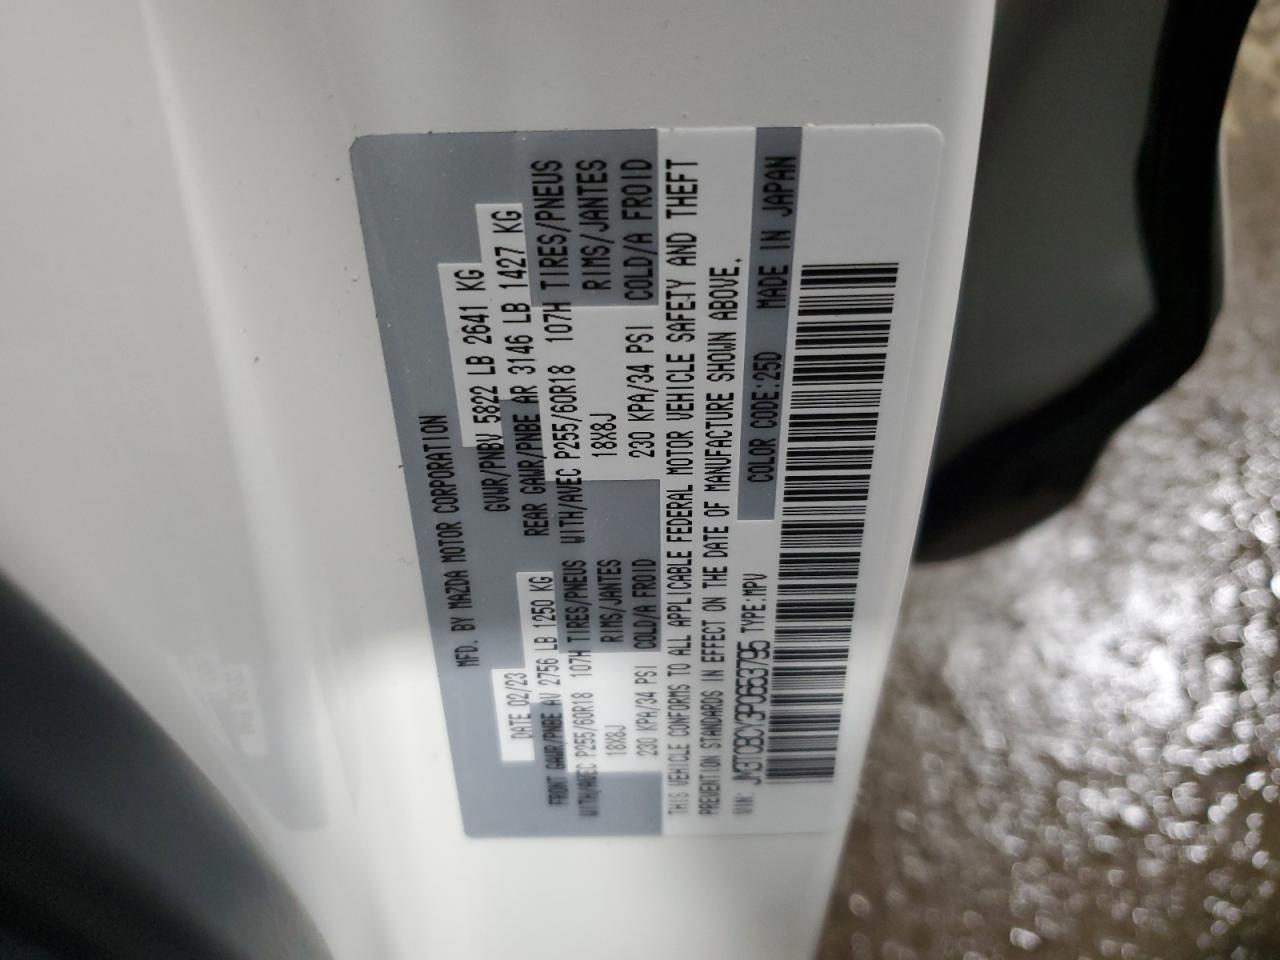 MFD. BY MAZDA MOTOR CORPORATION
DATE 02/23
GVWR/PNBV 5822 LB 2641 KG
FRONT GAWR/PNBE AV 2756 LB 1250 KG
REAR GAWR/PNBE AR 3146 LB 1427 KG
WITH/AVEC P255/60R18 107H TIRES/PNEUS
WITH/AVEC P255/60R18 107H TIRES/PNEUS
18X8J RIMS/JANTES
18X8J RIMS/JANTES
230 KPA/34 PSI COLD/A FROID
230 KPA/34 PSI COLD/A FROID
THIS VEHICLE CONFORMS TO ALL APPLICABLE FEDERAL MOTOR VEHICLE SAFETY AND THEFT
PREVENTION STANDARDS IN EFFECT ON THE DATE OF MANUFACTURE SHOWN ABOVE.
VIN: JM3TCBCY3P0653795 TYPE:MPV
COLOR CODE:25D MADE IN JAPAN